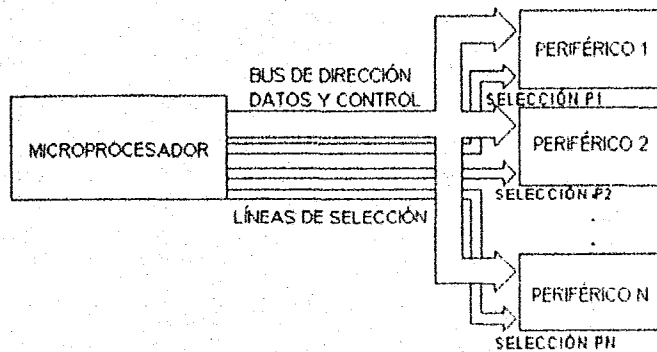 PERIFÉRICO 1
BUS DE DIRECCIÓN
DATOS Y CONTROL
SELECCIÓN P1
MICROPROCESADOR
PERIFÉRICO 2
SELECCIÓN P2
LÍNEAS DE SELECCIÓN
PERIFÉRICO N
SELECCIÓN PN